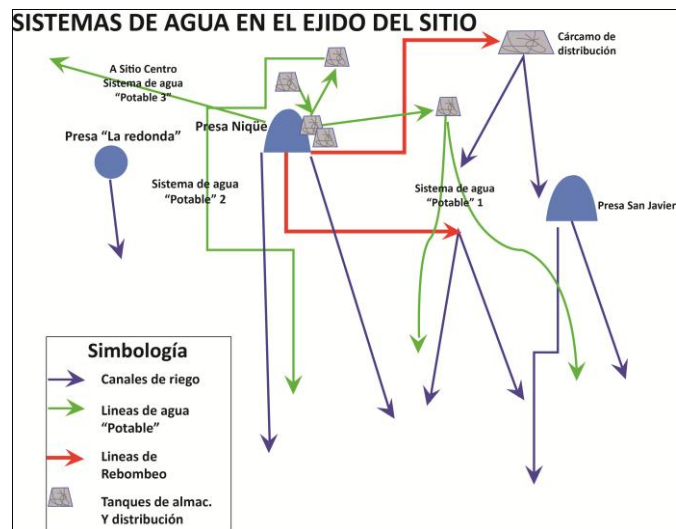 SISTEMAS DE AGUA EN EL EJIDO DEL SITIO
Cárcamo de
distribución
A Sitio Centro
Sistema de agua
“Potable 3”
Presa Niqüe
Presa “La redonda”
Sistema de agua
“Potable” 2
Sistema de agua
“Potable” 1
Presa San Javier
Simbología
Canales de riego
Lineas de agua
“Potable”
Lineas de
Rebombeo
Tanques de almac.
Y distribución